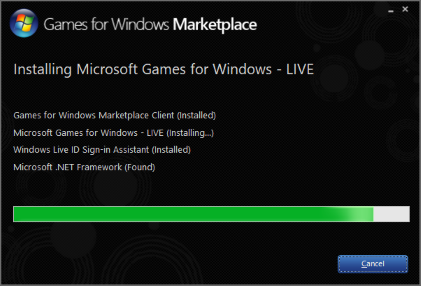 Games for Windows Marketplace
Installing Microsoft Games for Windows - LIVE
Games for Windows Marketplace Client (Installed)
Microsoft Games for Windows - LIVE (Installing...)
Windows Live ID Sign-in Assistant (Installed)
Microsoft .NET Framework (Found)
Cancel